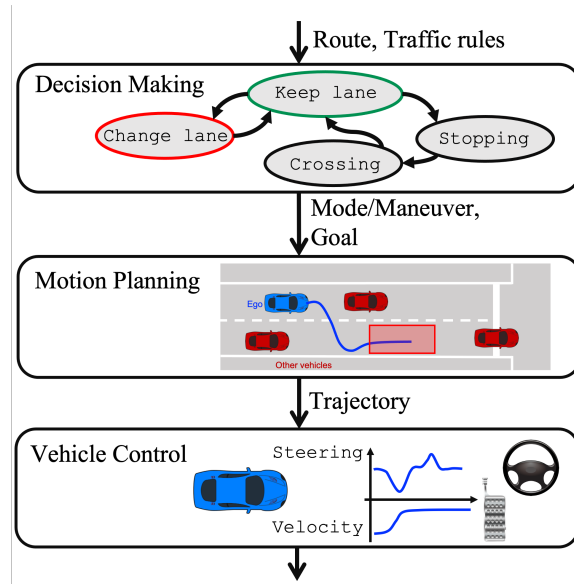 Route, Traffic rules
Decision Making
Keep lane
Change lane
Stopping
Crossing
Mode/Maneuver,
Goal
Motion Planning
Ego
Other vehicles
Trajectory
Vehicle Control
Steering
Velocity